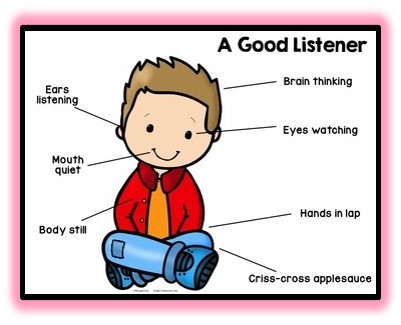 A Good Listener
Brain thinking
Ears
listening
Eyes watching
Mouth
quiet
Hands in lap
Body still
Criss-cross applesauce